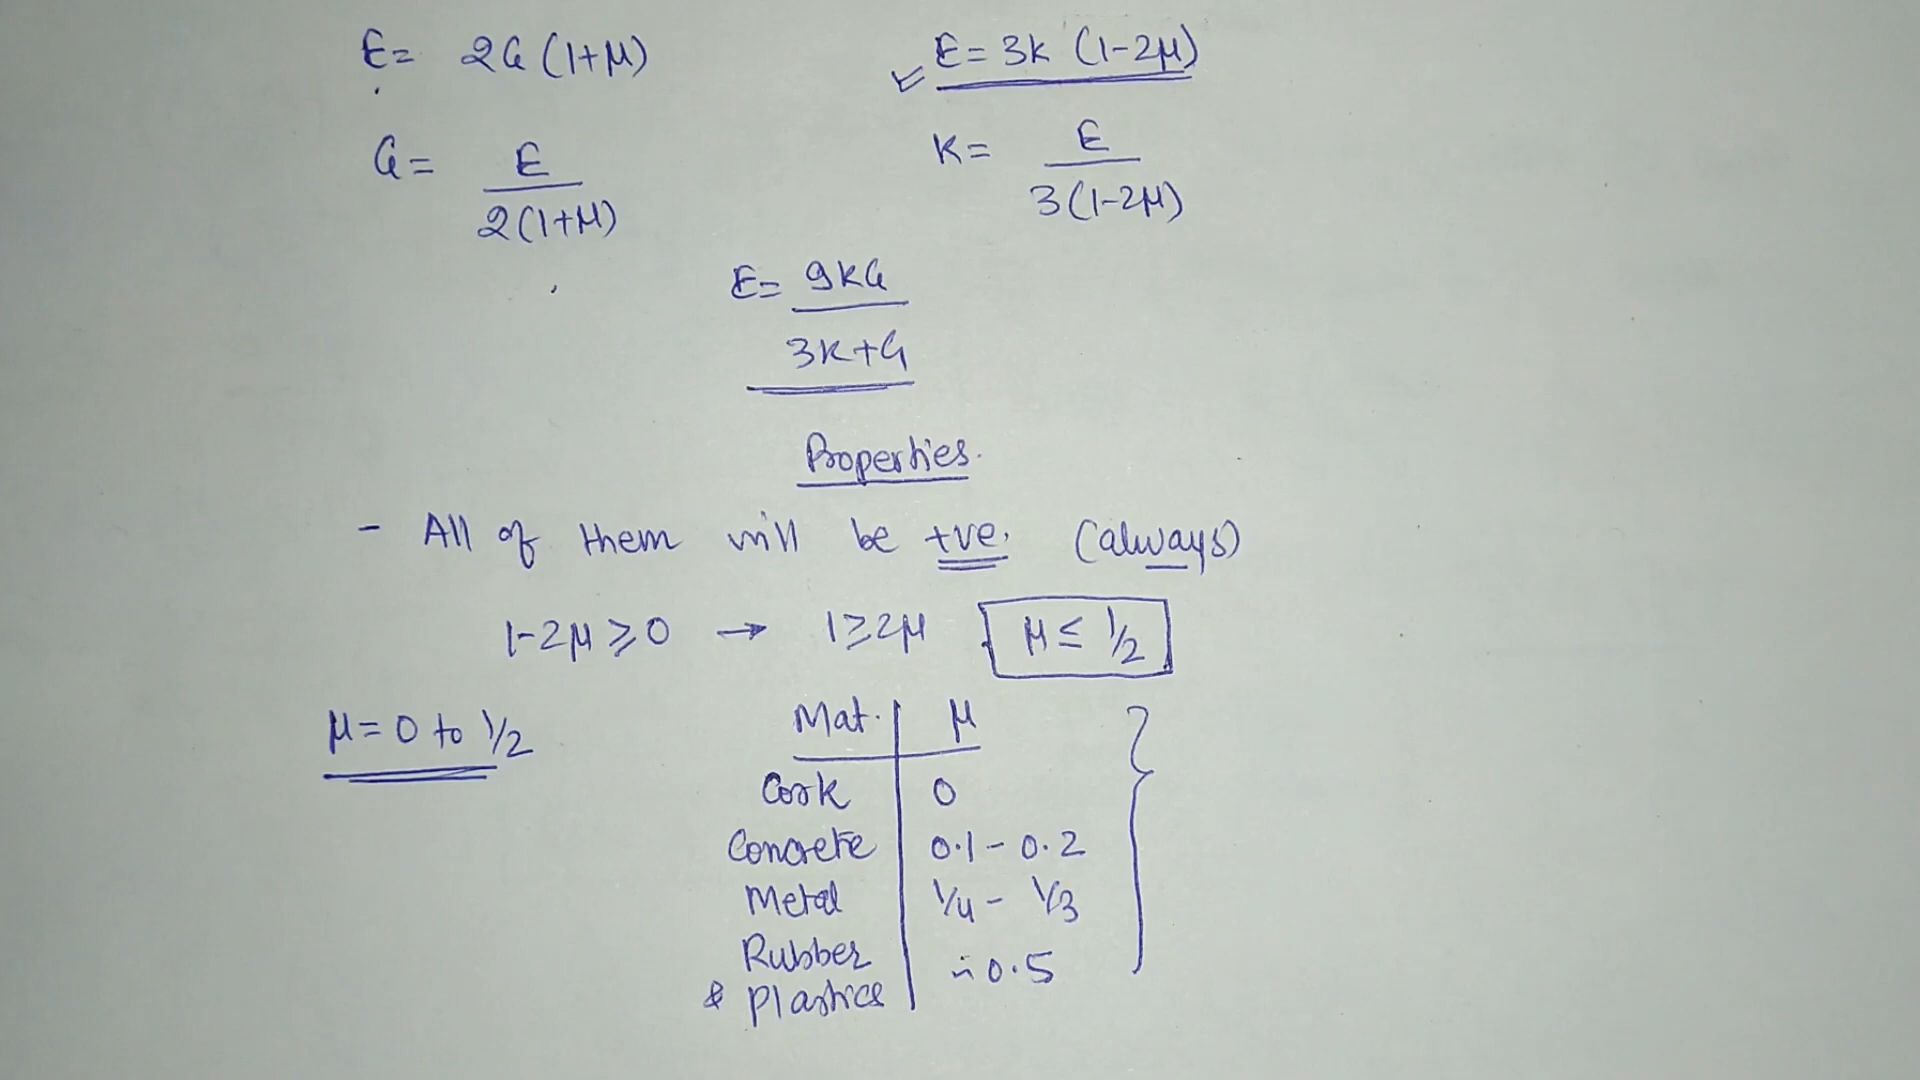 E= 2G (1+μ)
E= 3K (1-2μ)
G= E / 2(1+μ)
K= E / 3(1-2μ)
E= 9KG / 3K+G
Properties.
- All of them will be +ve. (always)
1-2μ ≥ 0 → 1≥2μ μ ≤ 1/2
μ = 0 to 1/2
Mat. μ
Cork 0
Concrete 0.1 - 0.2
Metal 1/4 - 1/3
Rubber
& Plastics ≈ 0.5